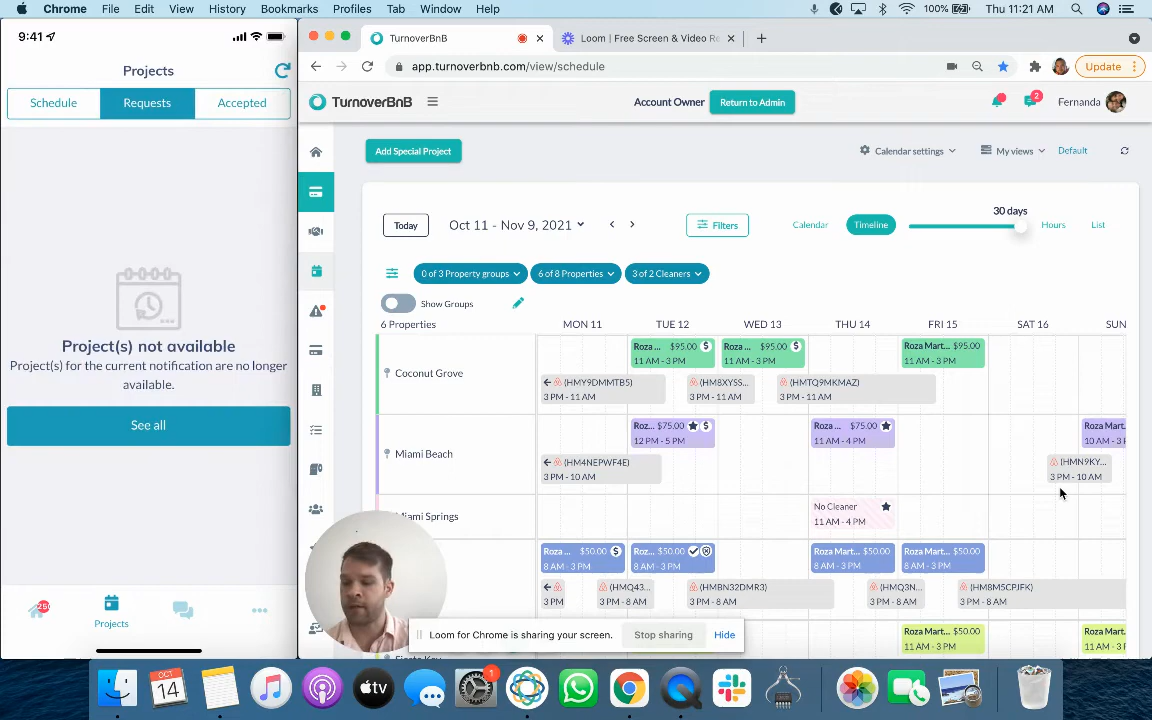 Chrome File Edit View History Bookmarks Profiles Tab Window Help 100% Thu 11:21 AM
9:41
Projects
Schedule Requests Accepted
Project(s) not available
Project(s) for the current notification are no longer
available.
See all
250
Projects
TurnoverBnB
Loom | Free Screen & Video Re
app.turnoverbnb.com/view/schedule
Update
TurnoverBnB
Account Owner Return to Admin 2 Fernanda
Add Special Project
Calendar settings My views Default
Today Oct 11 - Nov 9, 2021 Filters Calendar Timeline 30 days Hours List
0 of 3 Property groups 6 of 8 Properties 3 of 2 Cleaners
Show Groups
6 Properties MON 11 TUE 12 WED 13 THU 14 FRI 15 SAT 16 SUN
Coconut Grove
Roza ... $95.00 $
11 AM - 3 PM
Roza ... $95.00 $
11 AM - 3 PM
Roza Mart... $95.00
11 AM - 3 PM
(HMY9DMMTB5)
3 PM - 11 AM
(HM8XYSS...
3 PM - 11 AM
(HMTQ9MKMAZ)
3 PM - 11 AM
Miami Beach
Roz... $75.00 $
12 PM - 5 PM
Roza ... $75.00
11 AM - 4 PM
Roza Mart.
10 AM - 3 P
(HM4NEPWF4E)
3 PM - 10 AM
(HMN9KY...
3 PM - 10 AM
Miami Springs
No Cleaner
11 AM - 4 PM
Roza ... $50.00 $
8 AM - 3 PM
Roz... $50.00
8 AM - 3 PM
Roza Mart... $50.00
8 AM - 3 PM
Roza Mart... $50.00
8 AM - 3 PM
3 PM
(HMQ43...
3 PM - 8 AM
(HMBN32DMR3)
3 PM - 8 AM
(HMQ3N...
3 PM - 8 AM
(HM8M5CPJFK)
3 PM - 8 AM
Roza Mart... $50.00
11 AM - 3 PM
Roza Mart.
11 AM - 3 P
Loom for Chrome is sharing your screen. Stop sharing Hide
OCT
14
tv
1